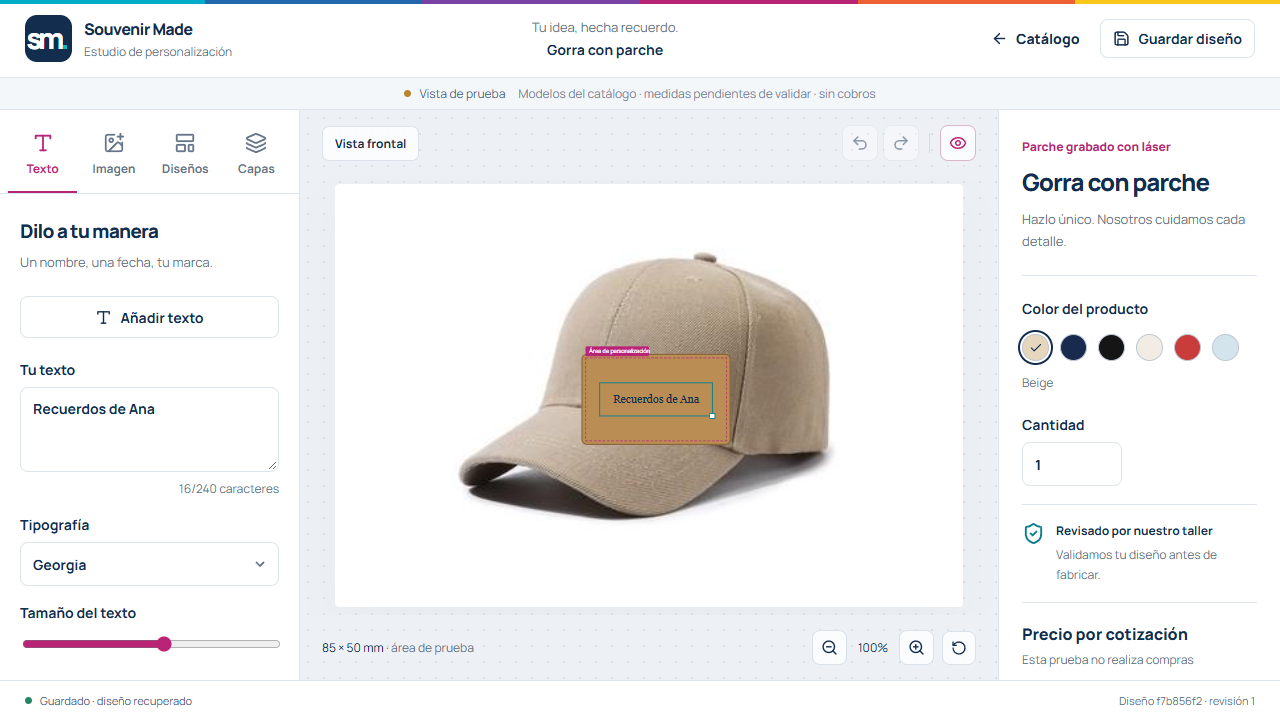 sm.
Souvenir Made
Estudio de personalización
Tu idea, hecha recuerdo.
Gorra con parche
Catálogo
Guardar diseño
Vista de prueba Modelos del catálogo · medidas pendientes de validar · sin cobros
Texto
Imagen
Diseños
Capas
Dilo a tu manera
Un nombre, una fecha, tu marca.
Añadir texto
Tu texto
Recuerdos de Ana
16/240 caracteres
Tipografía
Georgia
Tamaño del texto
Vista frontal
Área de personalización
Recuerdos de Ana
85 × 50 mm · área de prueba
100%
Parche grabado con láser
Gorra con parche
Hazlo único. Nosotros cuidamos cada
detalle.
Color del producto
Beige
Cantidad
1
Revisado por nuestro taller
Validamos tu diseño antes de
fabricar.
Precio por cotización
Esta prueba no realiza compras
Guardado · diseño recuperado
Diseño f7b856f2 · revisión 1